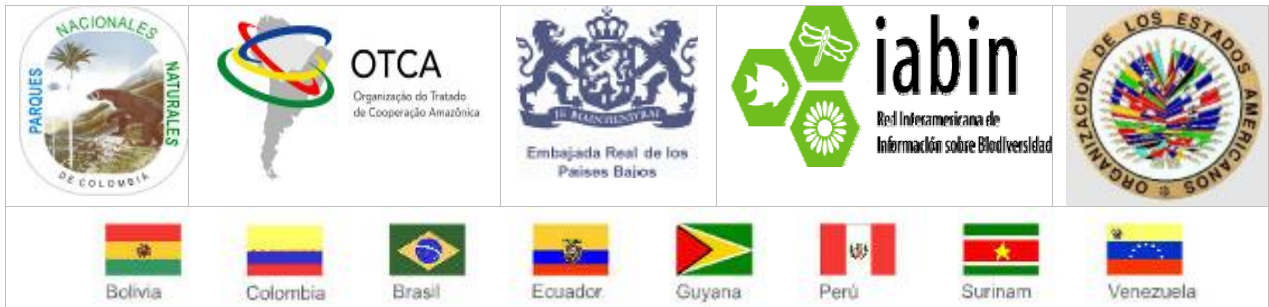 PARQUES
NACIONALES
NATURALES
DE COLOMBIA
OTCA
Organização do Tratado
de Cooperação Amazônica
JE MAINTIENDRAI
Embajada Real de los
Países Bajos
iabin
Red Interamericana de
Información sobre Biodiversidad
ORGANIZACION DE LOS ESTADOS AMERICANOS
Bolivia
Colombia
Brasil
Ecuador
Guyana
Perú
Surinam
Venezuela